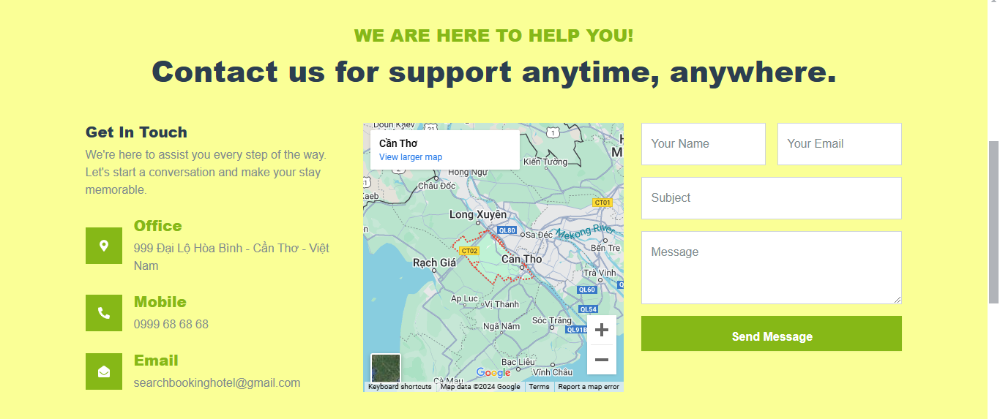 WE ARE HERE TO HELP YOU!
Contact us for support anytime, anywhere.
Get In Touch
We're here to assist you every step of the way.
Let's start a conversation and make your stay
memorable.
Office
999 Đại Lộ Hòa Bình - Cần Thơ - Việt
Nam
Mobile
0999 68 68 68
Email
searchbookinghotel@gmail.com
Cần Thơ
View larger map
1
Kiến Tường
Hồng Ngự
Châu Đốc
CT01
Long Xuyên
QL80
Sa Đéc
Mekong River
CT02
Bến Tre
Rạch Giá
Cần Thơ
Trà Vinh
QL60
Ap Luc
Vị Thanh
QL54
Sóc Trăng
Ngã Năm
QL91B
Bạc Liêu
Vĩnh Châu
Google
Cà Mau
Keyboard shortcuts
Map data ©2024 Google
Terms
Report a map error
Your Name
Your Email
Subject
Message
Send Message